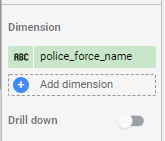 Dimension
ABC police_force_name
Add dimension
Drill down